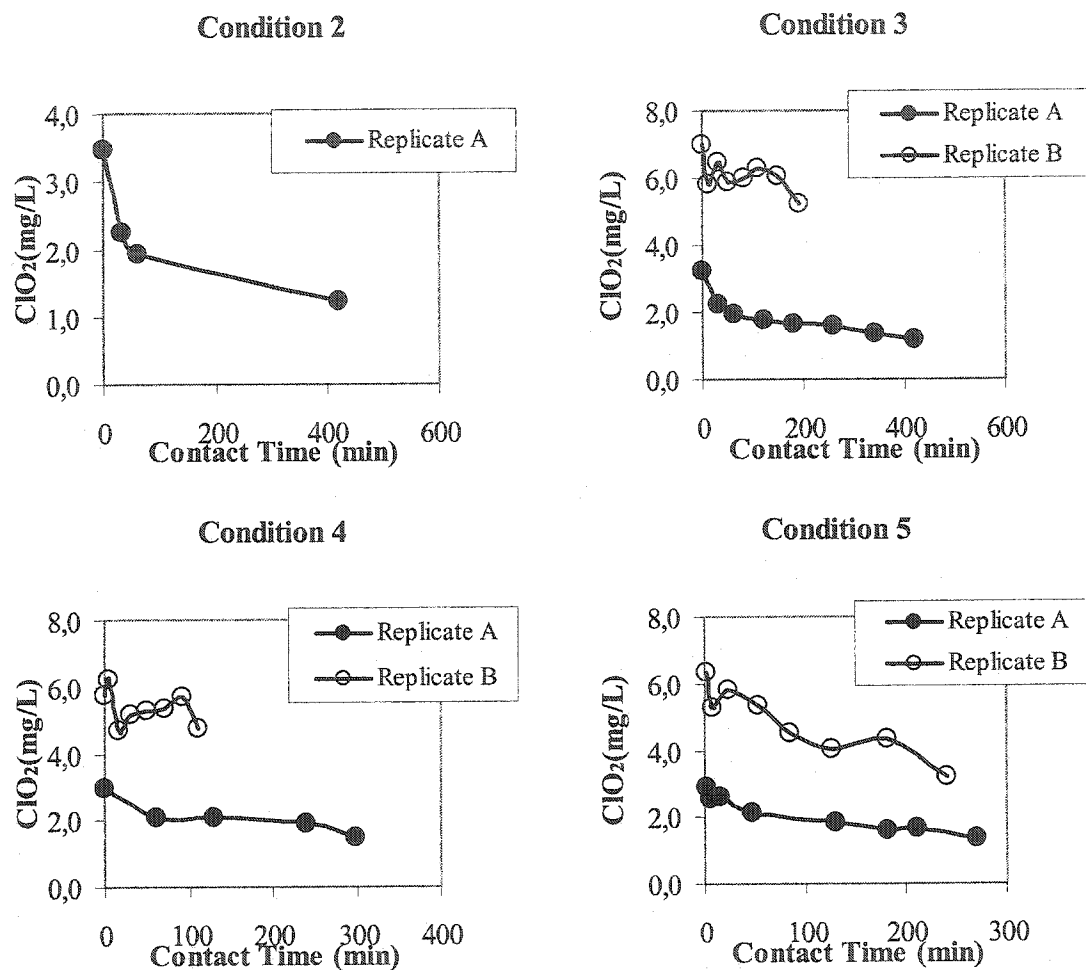 Condition 2
4,0
3,0
2,0
1,0
0,0
ClO₂(mg/L)
Replicate A
0 200 400 600
Contact Time (min)
Condition 3
8,0
6,0
4,0
2,0
0,0
ClO₂(mg/L)
Replicate A
Replicate B
0 200 400 600
Contact Time (min)
Condition 4
8,0
6,0
4,0
2,0
0,0
ClO₂(mg/L)
Replicate A
Replicate B
0 100 200 300 400
Contact Time (min)
Condition 5
8,0
6,0
4,0
2,0
0,0
ClO₂(mg/L)
Replicate A
Replicate B
0 100 200 300
Contact Time (min)